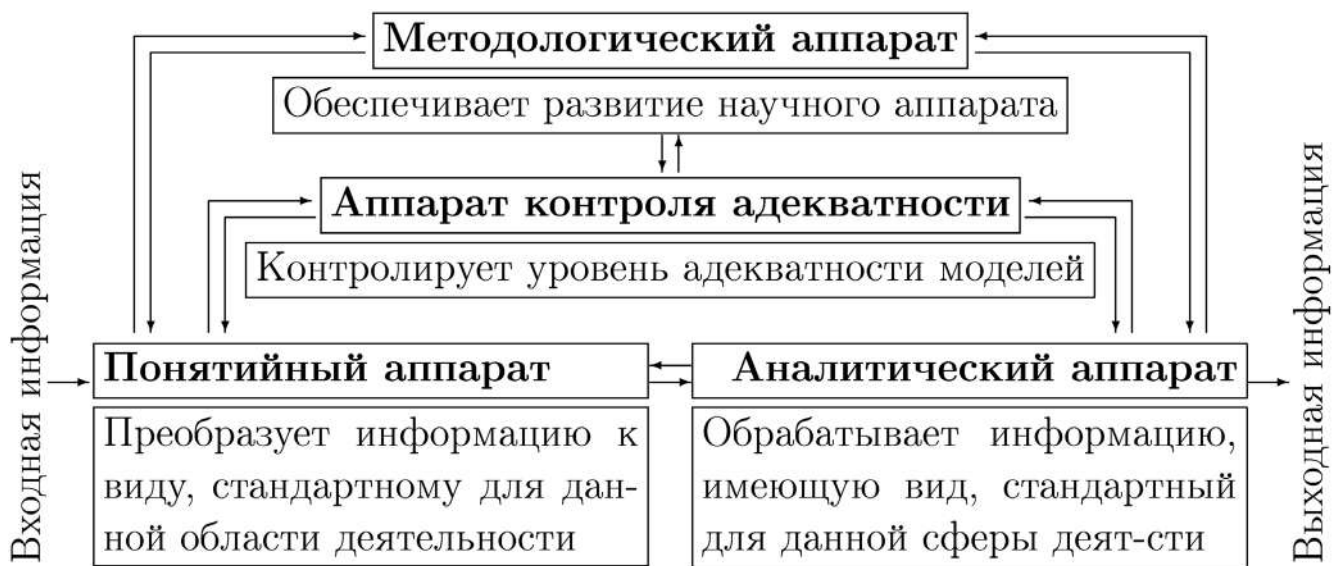 Методологический аппарат
Обеспечивает развитие научного аппарата
Аппарат контроля адекватности
Контролирует уровень адекватности моделей
Входная информация
Понятийный аппарат
Преобразует информацию к
виду, стандартному для дан-
ной области деятельности
Аналитический аппарат
Обрабатывает информацию,
имеющую вид, стандартный
для данной сферы деят-сти
Выходная информация